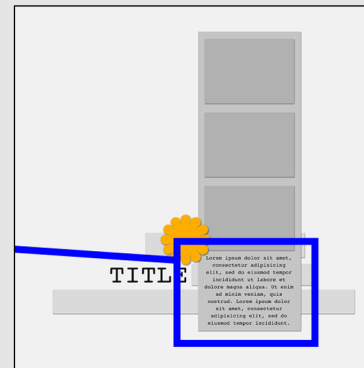 TITLE
Lorem ipsum dolor sit amet,
consectetur adipisicing
elit, sed do eiusmod tempor
incididunt ut labore et
dolore magna aliqua. Ut enim
ad minim veniam, quis
nostrud. Lorem ipsum dolor
sit amet, consectetur
adipisicing elit, sed do
eiusmod tempor incididunt.